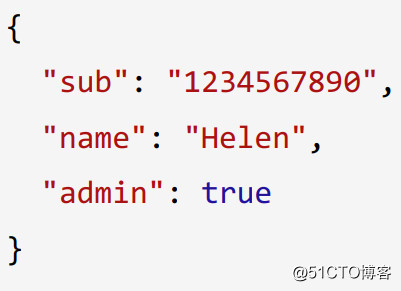 {
"sub": "1234567890",
"name": "Helen",
"admin": true
}
@51CTO博客